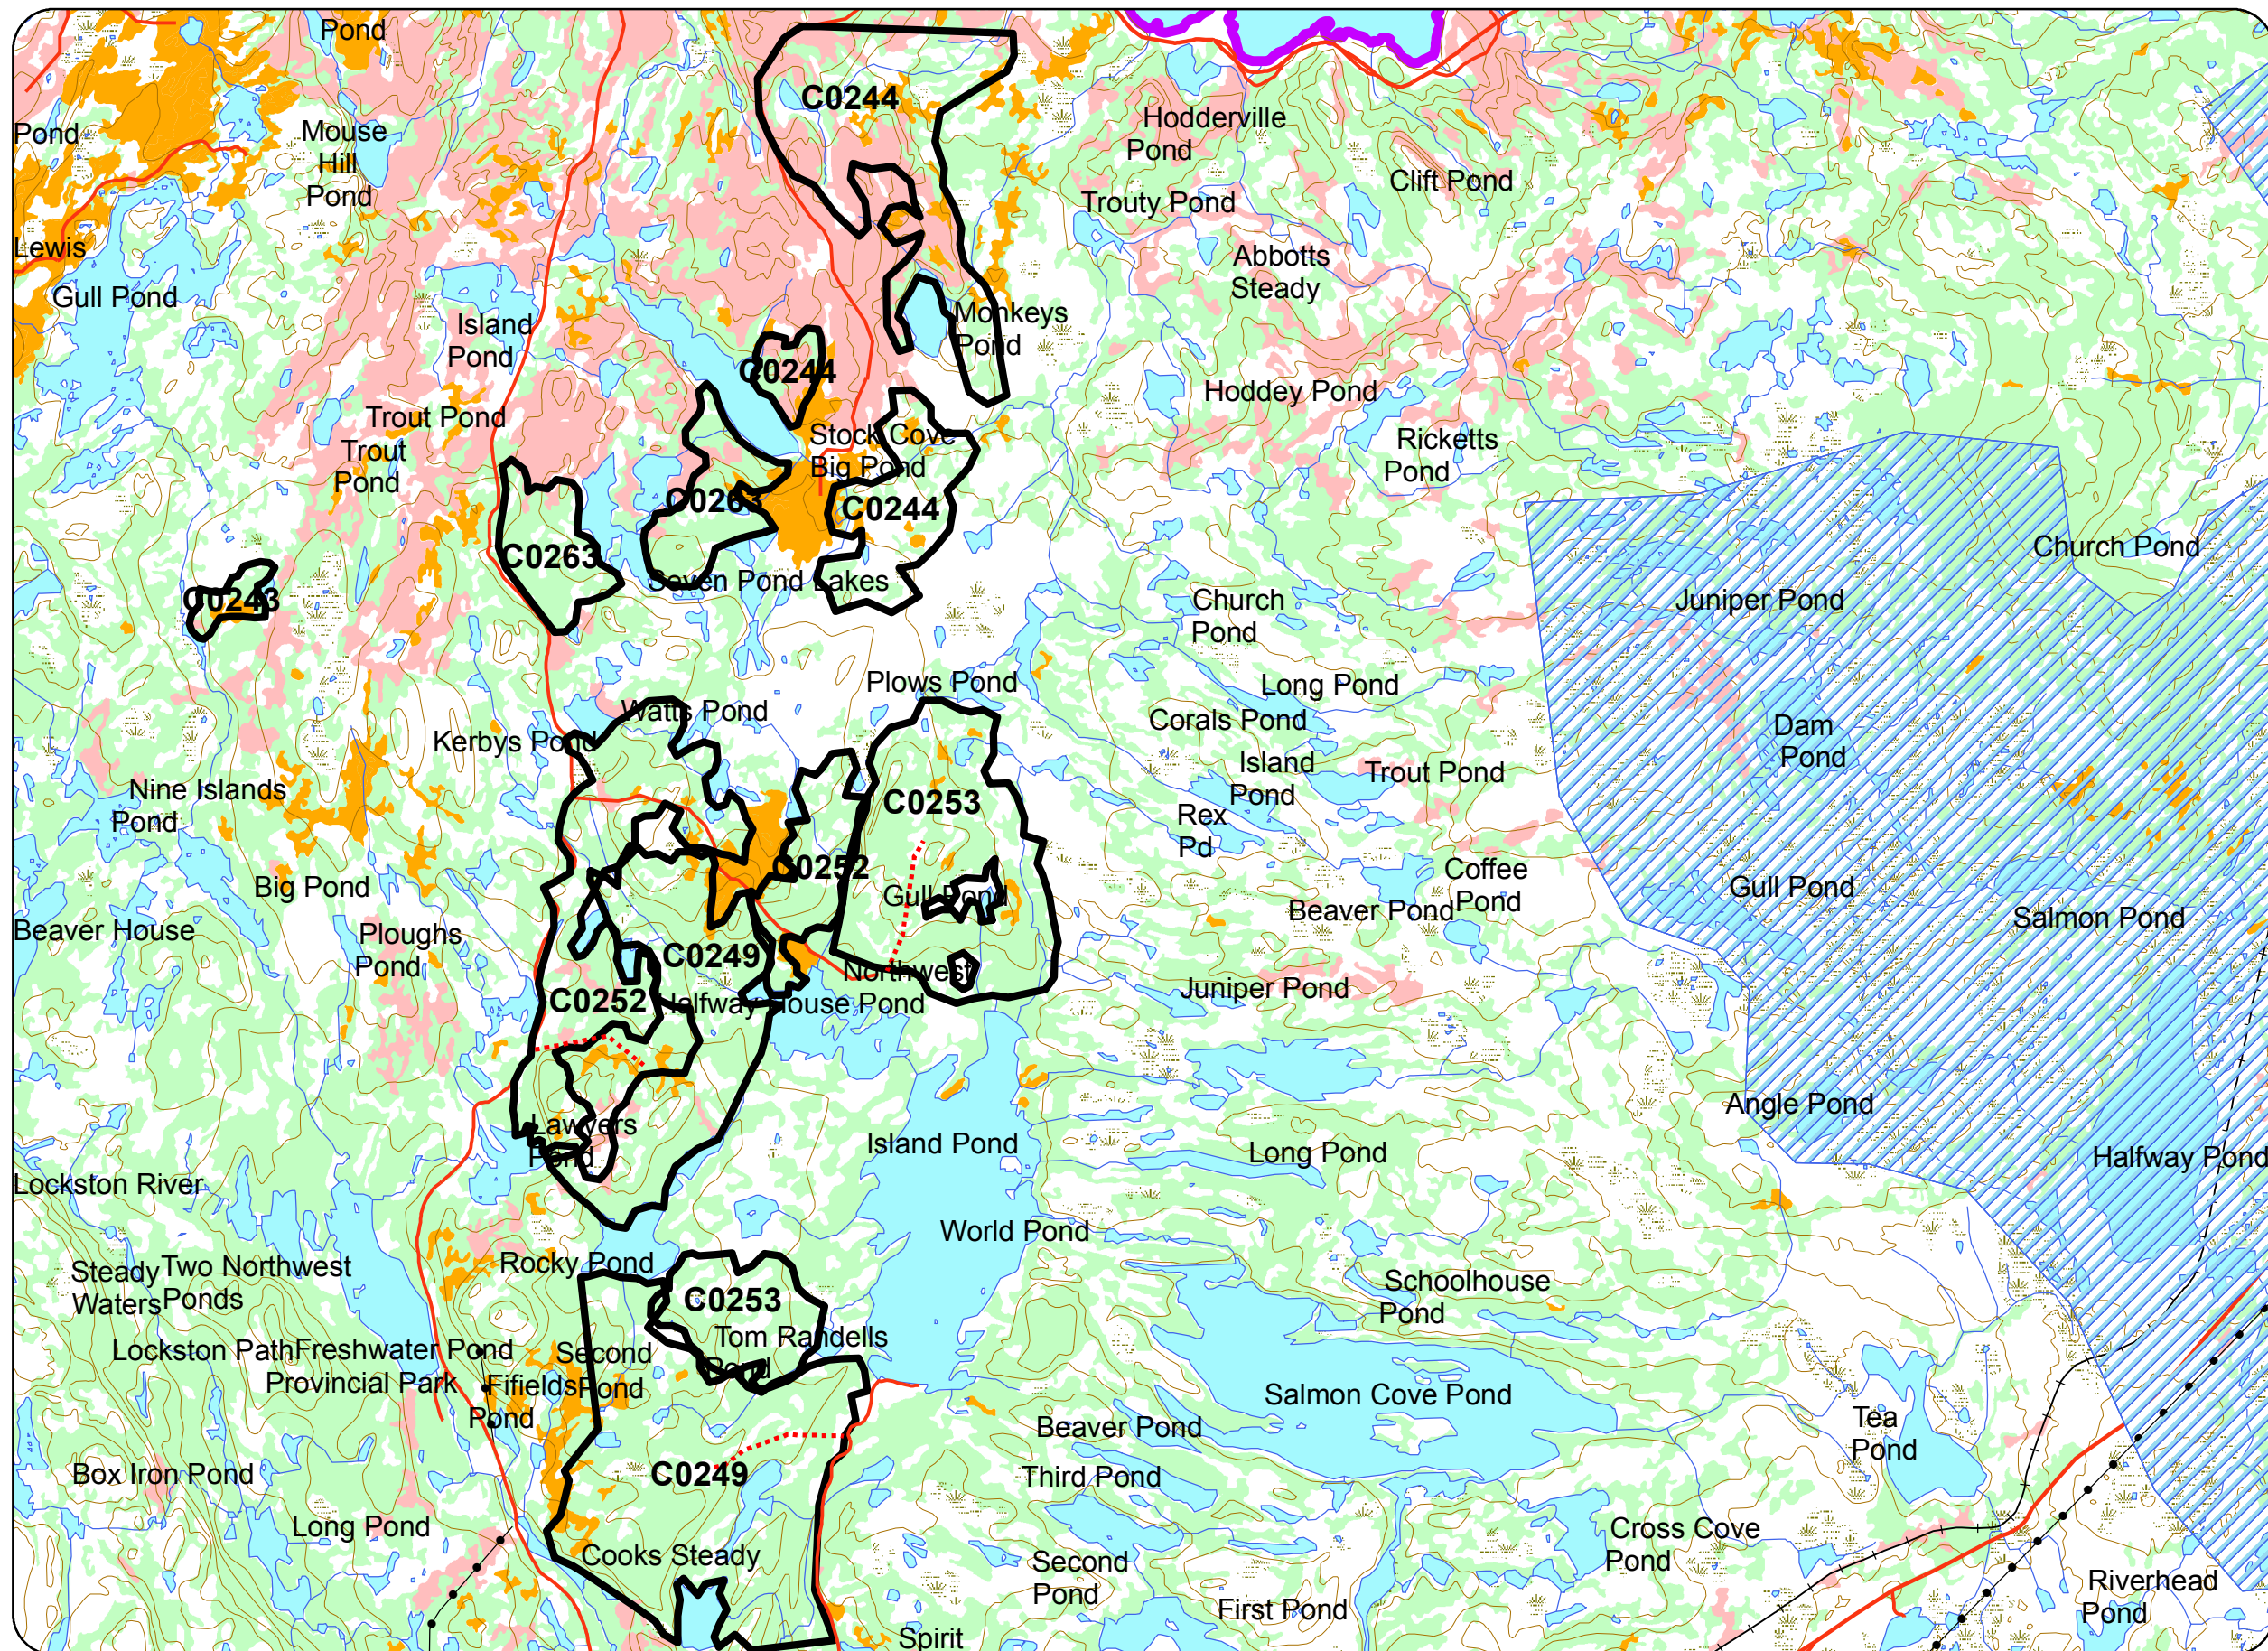 Pond
C0244
Hodderville
Pond
Pond
Mouse
Hill
Pond
Clift Pond
Trouty Pond
Lewis
Abbotts
Steady
Gull Pond
Monkeys
Pond
Island
Pond
C0244
Hoddey Pond
Trout Pond
Stock Cove
Big Pond
Ricketts
Pond
Trout
Pond
C0263
C0244
C0263
Church Pond
Seven Pond Lakes
C0243
Church
Pond
Juniper Pond
Plows Pond
Long Pond
Watts Pond
Corals Pond
Dam
Pond
Kerbys Pond
Island
Pond
Trout Pond
Nine Islands
Pond
C0253
Rex
Pd
C0252
Coffee
Pond
Big Pond
Gull Pond
Gull Pond
Beaver Pond
Salmon Pond
Beaver House
Ploughs
Pond
C0249
Northwest
Juniper Pond
C0252
Halfway House Pond
Angle Pond
Lawyers
Pond
Island Pond
Long Pond
Halfway Pond
Lockston River
World Pond
Rocky Pond
Steady
Waters
Two Northwest
Ponds
Schoolhouse
Pond
C0253
Tom Randells
Pond
Lockston Path
Provincial Park
Freshwater Pond
Second
Pond
Fifields
Pond
Salmon Cove Pond
Beaver Pond
Tea
Pond
Box Iron Pond
C0249
Third Pond
Long Pond
Cross Cove
Pond
Cooks Steady
Second
Pond
Riverhead
Pond
First Pond
Spirit